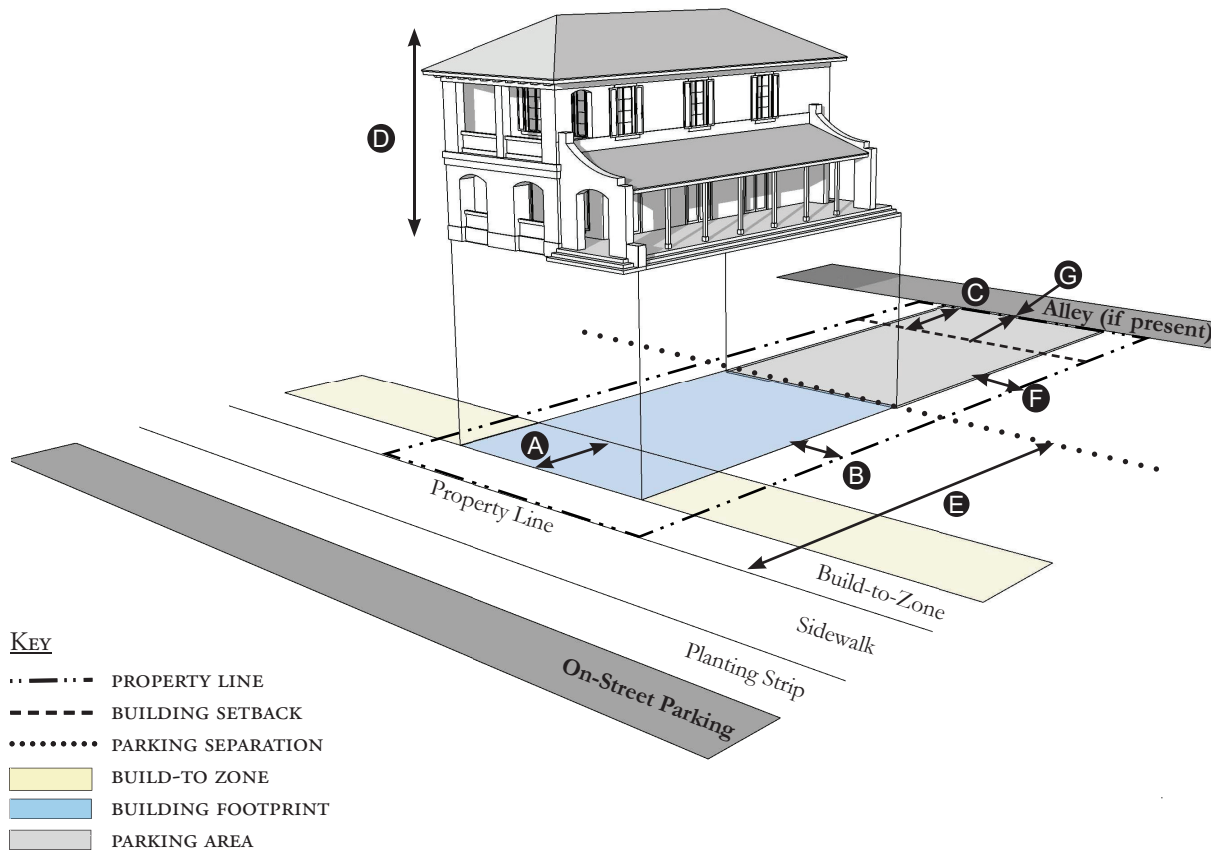 D
G
C
Alley (if present)
F
A
B
Property Line
E
Build-to-Zone
Sidewalk
Planting Strip
On-Street Parking
KEY
PROPERTY LINE
BUILDING SETBACK
PARKING SEPARATION
BUILD-TO ZONE
BUILDING FOOTPRINT
PARKING AREA